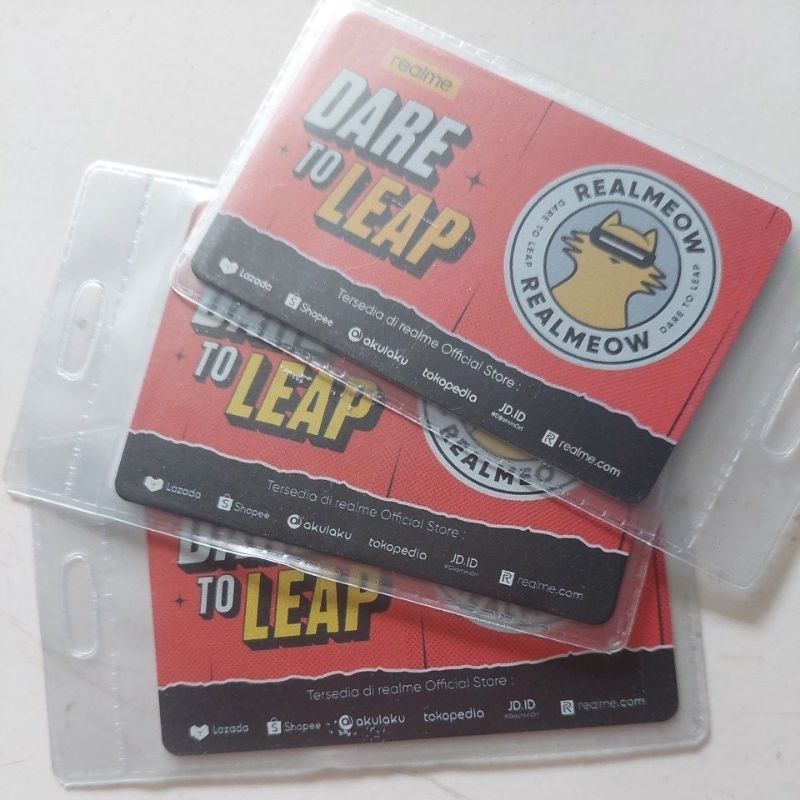 realme
DARE
TO
LEAP
REALMEOW
DARE TO LEAP
DARE TO LEAP
REALMEOW
Tersedia di realme Official Store :
Lazada Shopee akulaku tokopedia JD.ID realme.com
TO
LEAP
REALMEO
Tersedia di realme Official Store :
Lazada Shopee akulaku tokopedia JD.ID realme.com
TO
LEAP
Tersedia di realme Official Store :
Lazada Shopee akulaku tokopedia JD.ID realme.com